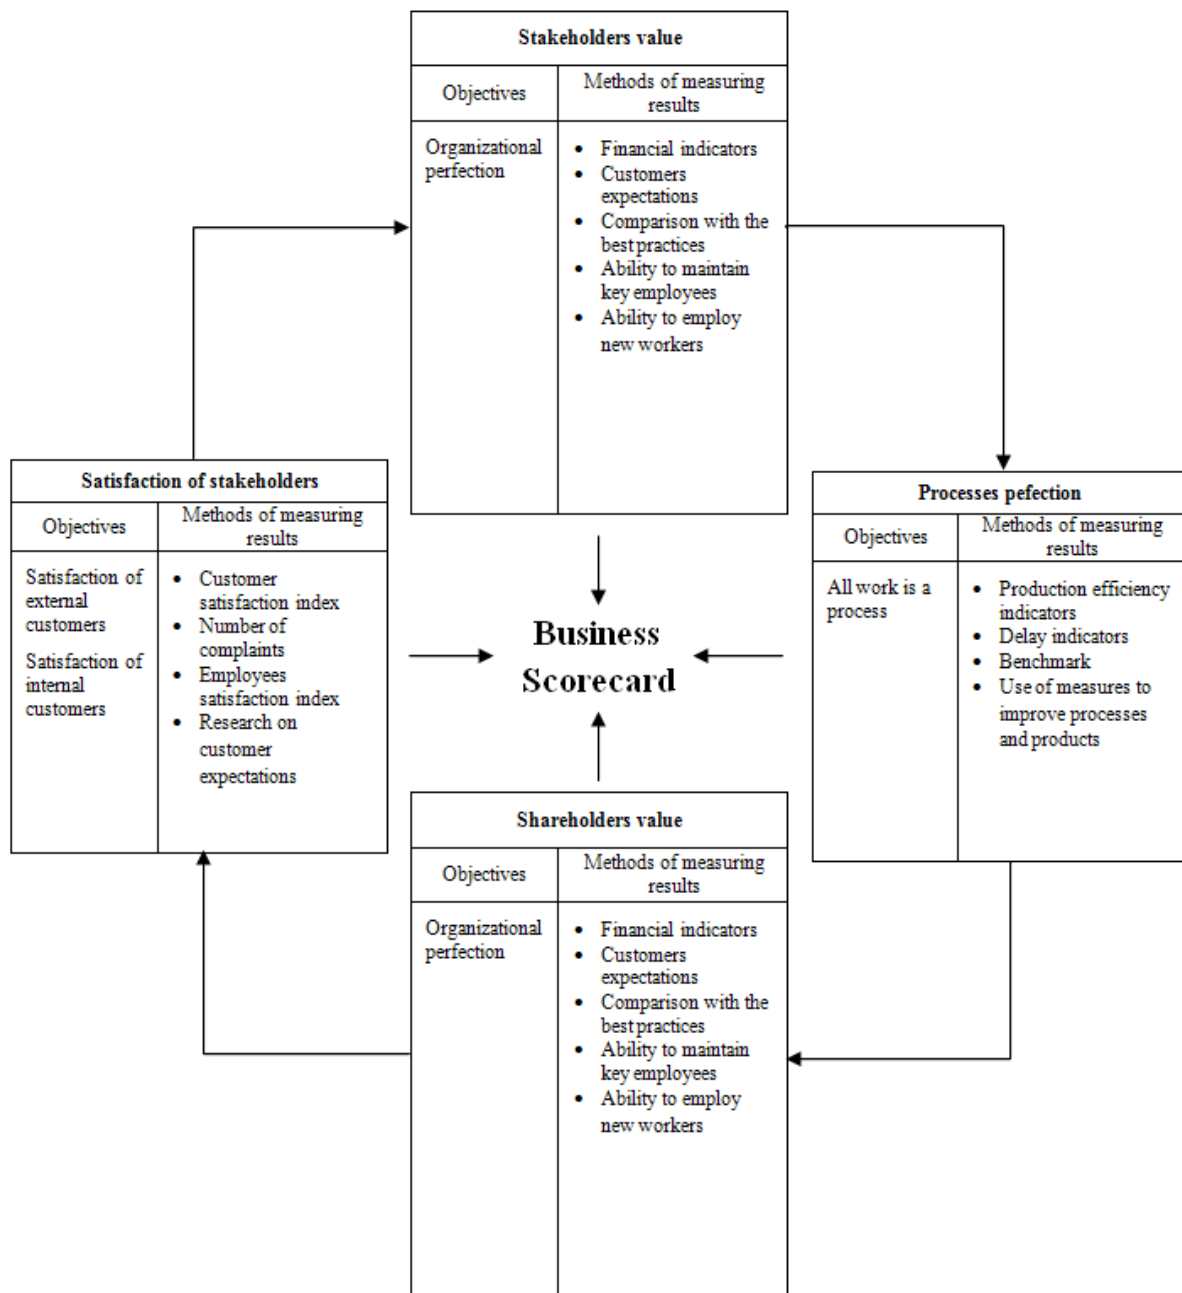 Stakeholders value
Objectives
Methods of measuring
results
Organizational
perfection
• Financial indicators
• Customers
expectations
• Comparison with the
best practices
• Ability to maintain
key employees
• Ability to employ
new workers
Satisfaction of stakeholders
Objectives
Methods of measuring
results
Satisfaction of
external
customers
Satisfaction of
internal
customers
• Customer
satisfaction index
• Number of
complaints
• Employees
satisfaction index
• Research on
customer
expectations
Business
Scorecard
Processes pefection
Objectives
Methods of measuring
results
All work is a
process
• Production efficiency
indicators
• Delay indicators
• Benchmark
• Use of measures to
improve processes
and products
Shareholders value
Objectives
Methods of measuring
results
Organizational
perfection
• Financial indicators
• Customers
expectations
• Comparison with the
best practices
• Ability to maintain
key employees
• Ability to employ
new workers